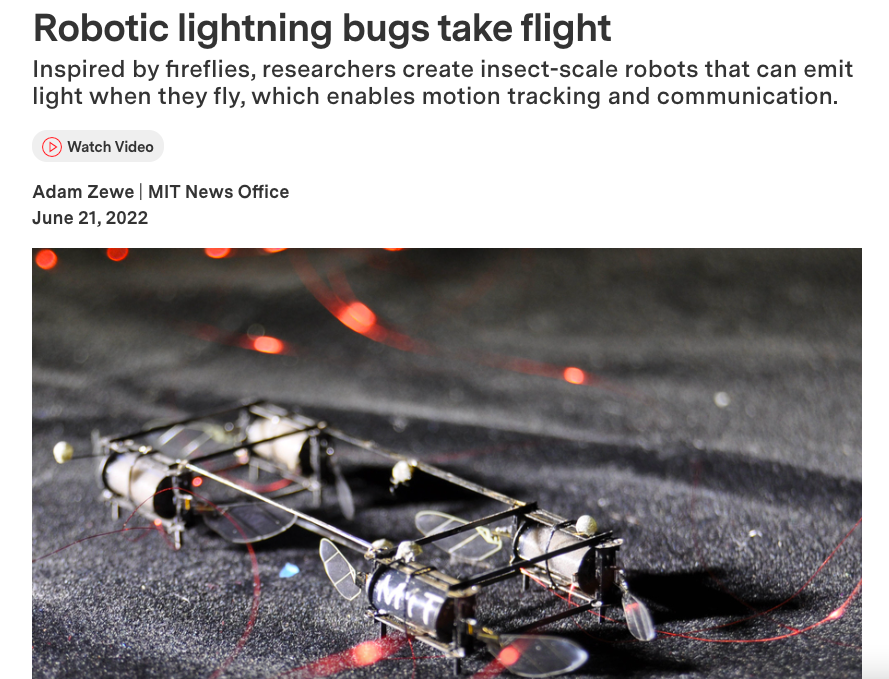 Robotic lightning bugs take flight
Inspired by fireflies, researchers create insect-scale robots that can emit
light when they fly, which enables motion tracking and communication.
Watch Video
Adam Zewe | MIT News Office
June 21, 2022
MIT